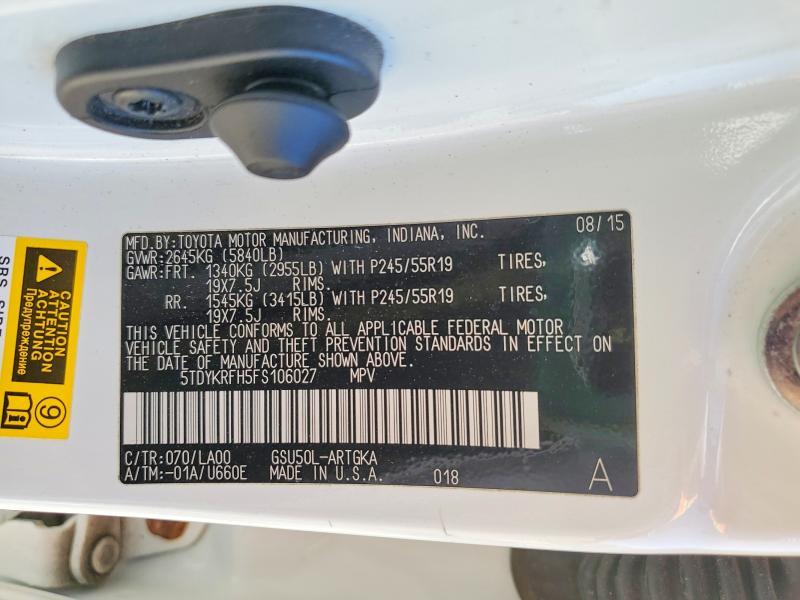 MFD.BY:TOYOTA MOTOR MANUFACTURING, INDIANA, INC. 08/15
GVWR:2645KG (5840LB)
GAWR:FRT. 1340KG (2955LB) WITH P245/55R19 TIRES,
19X7.5J RIMS.
RR. 1545KG (3415LB) WITH P245/55R19 TIRES,
19X7.5J RIMS.
THIS VEHICLE CONFORMS TO ALL APPLICABLE FEDERAL MOTOR
VEHICLE SAFETY AND THEFT PREVENTION STANDARDS IN EFFECT ON
THE DATE OF MANUFACTURE SHOWN ABOVE.
5TDYKRFH5FS106027 MPV
C/TR:070/LA00 GSU50L-ARTGKA
A/TM:-01A/U660E MADE IN U.S.A. 018 A
CAUTION
ATTENTION
ACHTUNG
Предупреждение
9
SRS